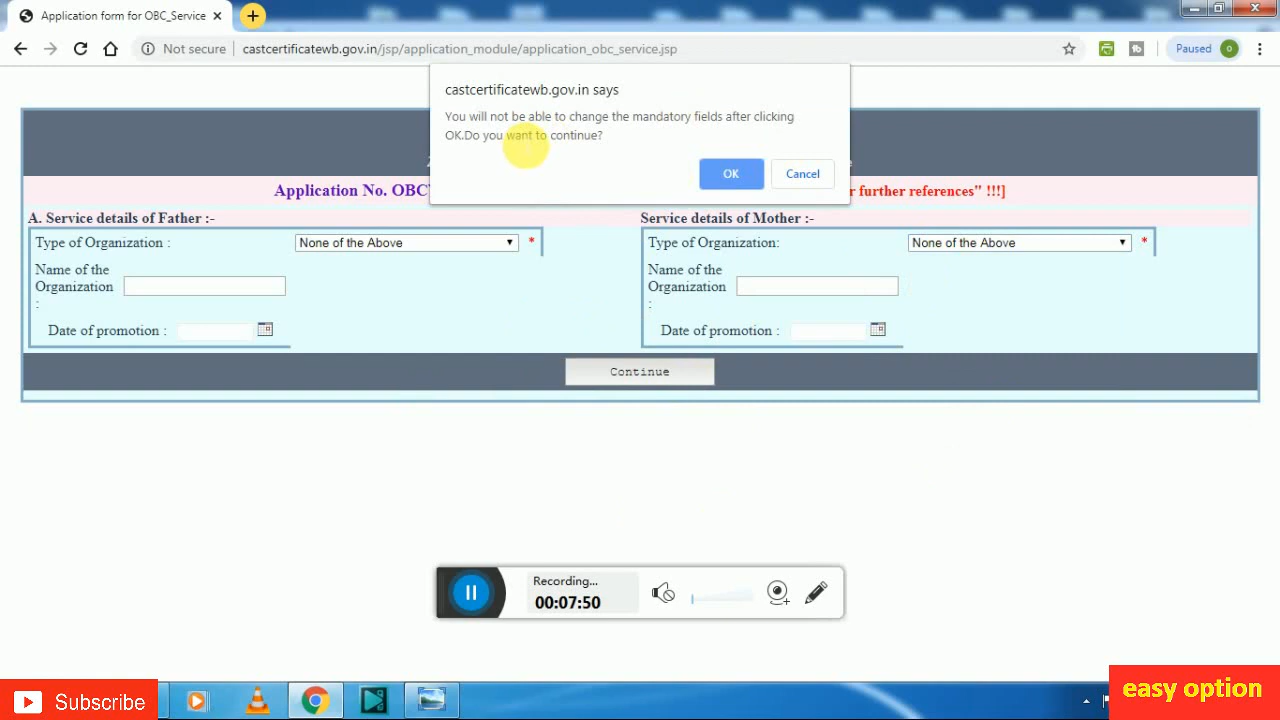 Application form for OBC_Service
Not secure castcertificatewb.gov.in/jsp/application_module/application_obc_service.jsp Paused 0
castcertificatewb.gov.in says
You will not be able to change the mandatory fields after clicking
OK.Do you want to continue?
OK Cancel
Application No. OBC r further references" !!!]
A. Service details of Father :- Service details of Mother :-
Type of Organization : None of the Above * Type of Organization: None of the Above *
Name of the Name of the
Organization Organization
: :
Date of promotion : Date of promotion :
Continue
Recording...
00:07:50
Subscribe
easy option